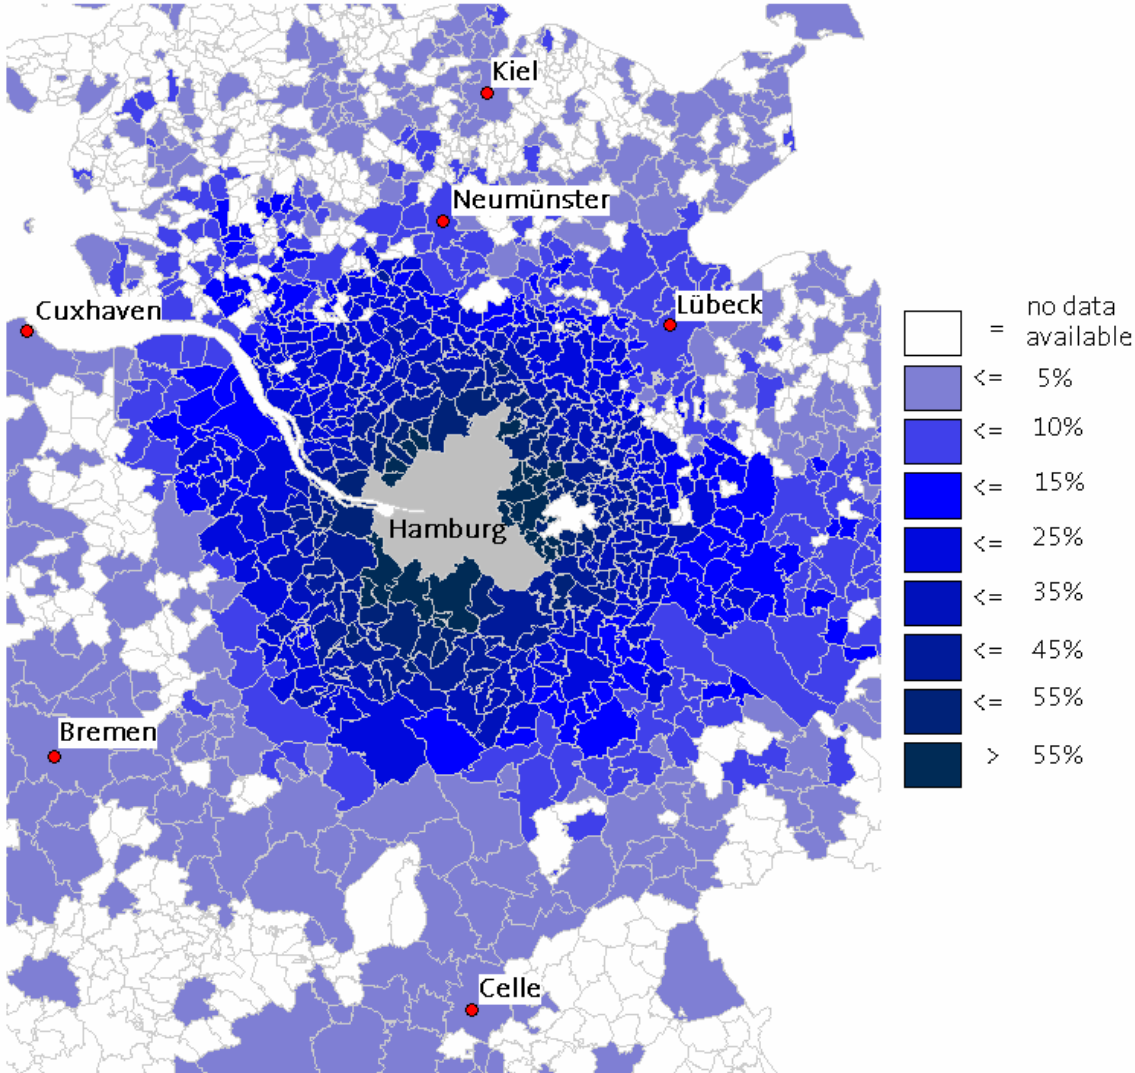 Kiel
Neumünster
Cuxhaven
Lübeck
Hamburg
Bremen
Celle
= no data
available
<= 5%
<= 10%
<= 15%
<= 25%
<= 35%
<= 45%
<= 55%
> 55%